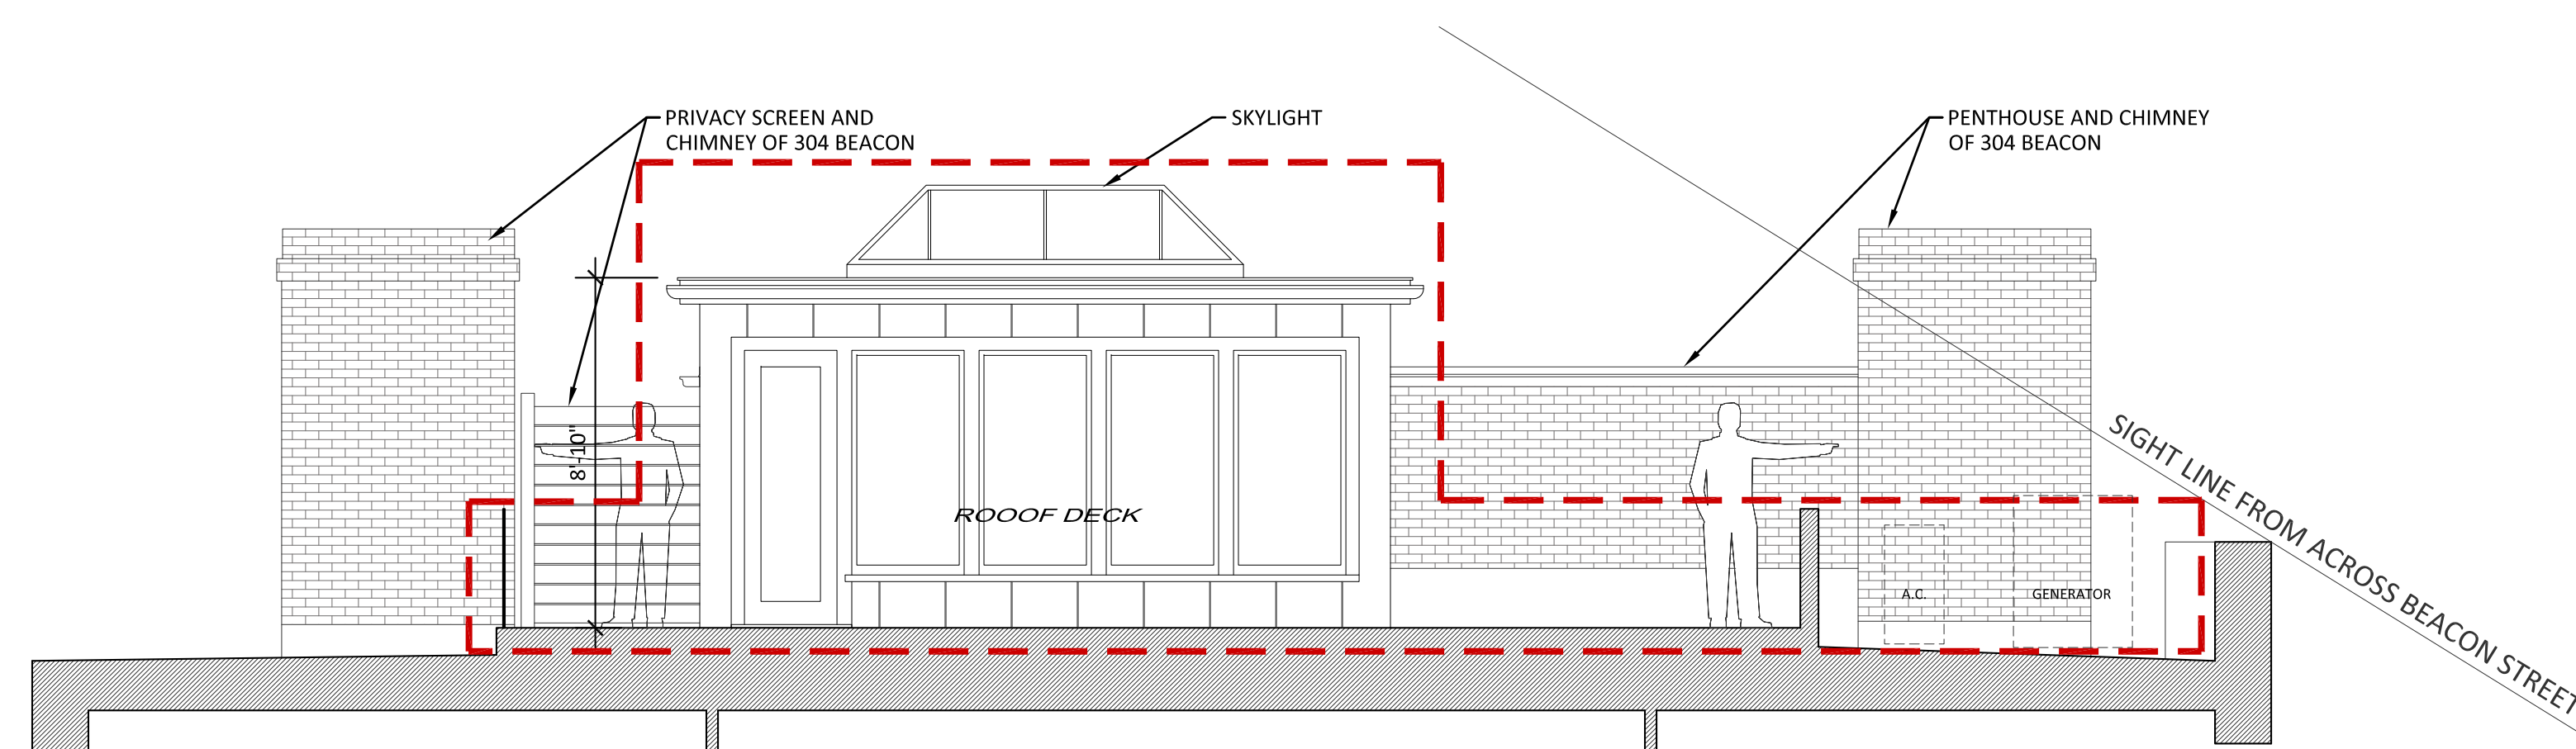 PRIVACY SCREEN AND
CHIMNEY OF 304 BEACON
SKYLIGHT
PENTHOUSE AND CHIMNEY
OF 304 BEACON
8'-10"
ROOOF DECK
A.C.
GENERATOR
SIGHT LINE FROM ACROSS BEACON STREET